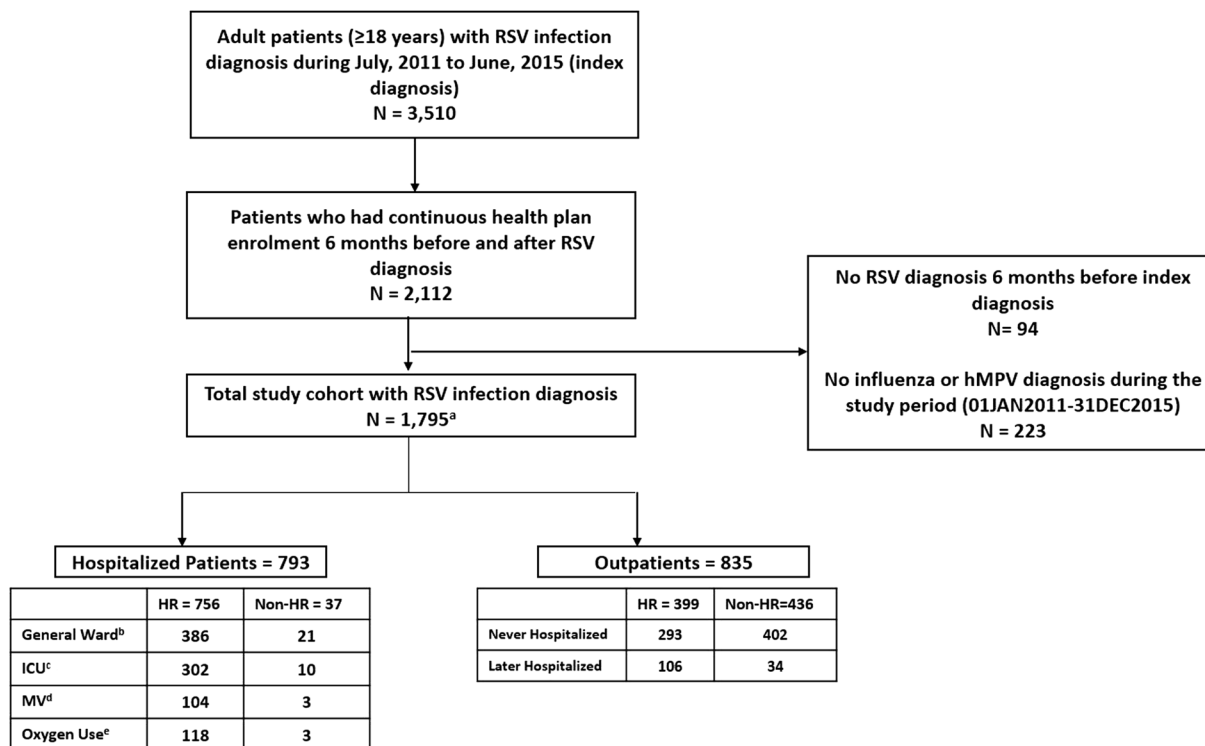 Adult patients (≥18 years) with RSV infection
diagnosis during July, 2011 to June, 2015 (index
diagnosis)
N = 3,510
Patients who had continuous health plan
enrolment 6 months before and after RSV
diagnosis
N = 2,112
No RSV diagnosis 6 months before index
diagnosis
N= 94
No influenza or hMPV diagnosis during the
study period (01JAN2011-31DEC2015)
N = 223
Total study cohort with RSV infection diagnosis
N = 1,795ᵃ
Hospitalized Patients = 793
HR = 756 Non-HR = 37
General Wardᵇ 386 21
ICUᶜ 302 10
MVᵈ 104 3
Oxygen Useᵉ 118 3
Outpatients = 835
HR = 399 Non-HR=436
Never Hospitalized 293 402
Later Hospitalized 106 34